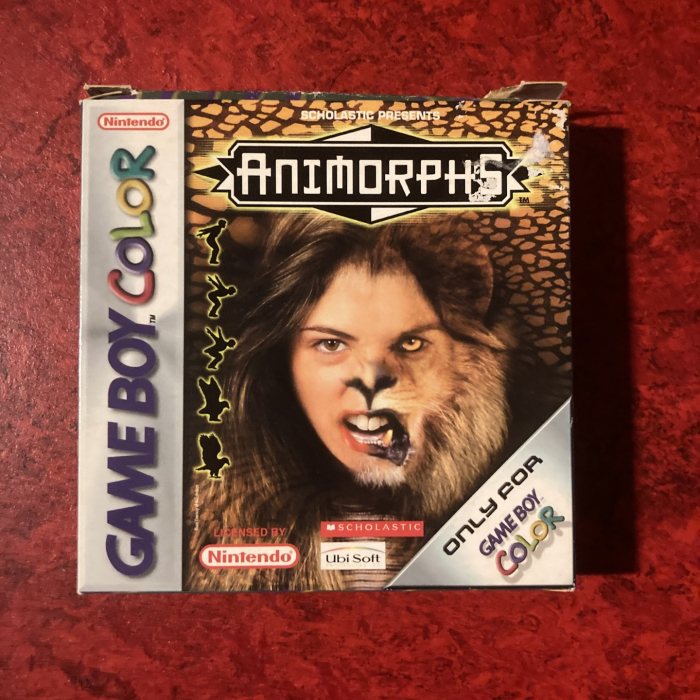 Nintendo
GAME BOY COLOR
TM
SCHOLASTIC PRESENTS
ANIMORPHS
TM
LICENSED BY
Nintendo
SCHOLASTIC
Ubi Soft
ONLY FOR
GAME BOY
COLOR